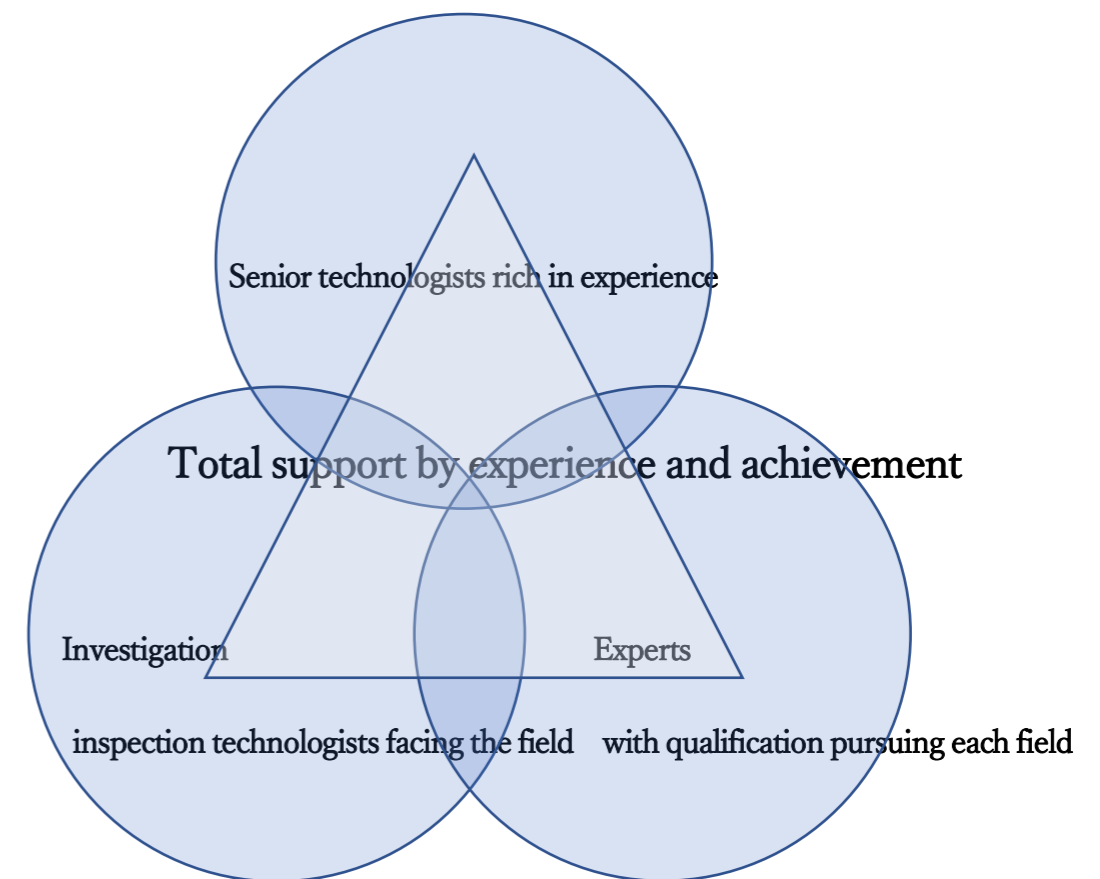 Senior technologists rich in experience
Total support by experience and achievement
Investigation
Experts
inspection technologists facing the field
with qualification pursuing each field